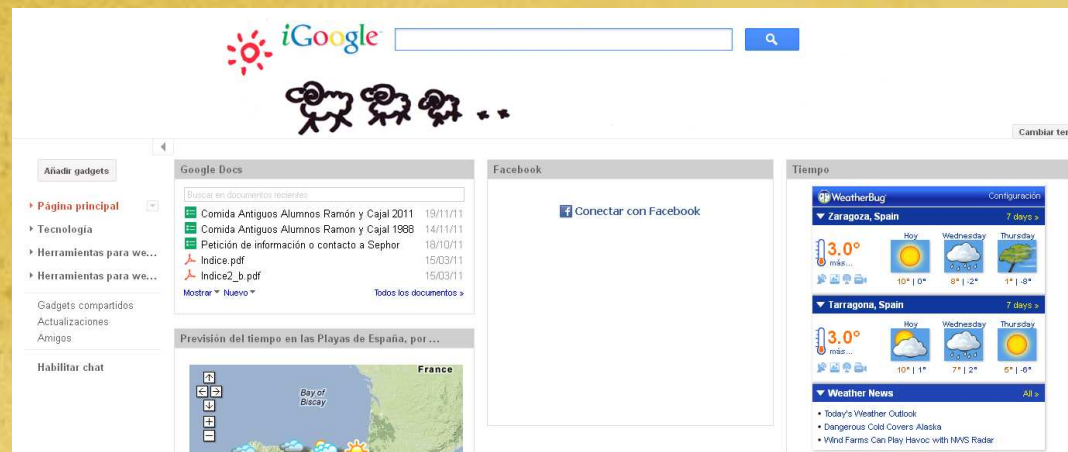 iGoogle
Cambiar ter
Añadir gadgets
Página principal
Tecnología
Herramientas para we...
Herramientas para we...
Gadgets compartidos
Actualizaciones
Amigos
Habilitar chat
Google Docs
Buscar en documentos recientes
Comida Antiguos Alumnos Ramón y Cajal 2011 19/11/11
Comida Antiguos Alumnos Ramon y Cajal 1988 14/11/11
Petición de información o contacto a Sephor 18/10/11
Indice.pdf 15/03/11
Indice2_b.pdf 15/03/11
Mostrar Nuevo Todos los documentos »
Previsión del tiempo en las Playas de España, por ...
France
Bay of
Biscay
Facebook
Conectar con Facebook
Tiempo
WeatherBug Configuración
Zaragoza, Spain 7 days »
Hoy Wednesday Thursday
3.0°
más...
10° | 0° 8° | -2° 1° | -8°
Tarragona, Spain 7 days »
Hoy Wednesday Thursday
3.0°
más...
10° | 1° 7° | 2° 5° | -6°
Weather News All »
• Today's Weather Outlook
• Dangerous Cold Covers Alaska
• Wind Farms Can Play Havoc with NWS Radar